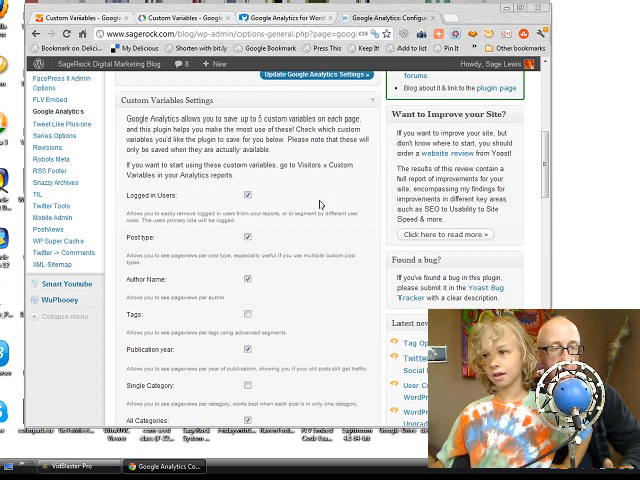 Custom Variables - Google
Custom Variables - Googl
Google Analytics for Word
Google Analytics: Configur
www.sagerock.com/blog/wp-admin/options-general.php?page=goog
Bookmark on Delici...
My Delicious
Shorten with bit.ly
Google Bookmark
Press This
Keep It!
Add to list
Pin It
Other bookmarks
SageRock Digital Marketing Blog
8
New
Howdy, Sage Lewis
FacePress II Admin
Options
FLV Embed
Google Analytics
Tweet Like Plus-one
Series Options
Revisions
Robots Meta
RSS Footer
Snazzy Archives
TIL
Twitter Tools
Mobile Admin
PostViews
WP Super Cache
Twitter -> Comments
XML-Sitemap
Smart Youtube
WuPhooey
Collapse menu
Update Google Analytics Settings »
Custom Variables Settings
Google Analytics allows you to save up to 5 custom variables on each page,
and this plugin helps you make the most use of these! Check which custom
variables you'd like the plugin to save for you below. Please note that these will
only be saved when they are actually available.
If you want to start using these custom variables, go to Visitors » Custom
Variables in your Analytics reports.
Logged in Users:
Allows you to easily remove logged in users from your reports, or to segment by different user
roles. The users primary role will be logged.
Post type:
Allows you to see pageviews per post type, especially useful if you use multiple custom post
types.
Author Name:
Allows you to see pageviews per author.
Tags:
Allows you to see pageviews per tags using advanced segments.
Publication year:
Allows you to see pageviews per year of publication, showing you if your old posts still get traffic.
Single Category:
Allows you to see pageviews per category, works best when each post is in only one category.
All Categories:
forums
Blog about it & link to the plugin page
Want to Improve your Site?
If you want to improve your site, but
don't know where to start, you should
order a website review from Yoast!
The results of this review contain a
full report of improvements for your
site, encompassing my findings for
improvements in different key areas
such as SEO to Usability to Site
Speed & more.
Click here to read more »
Found a bug?
If you've found a bug in this plugin,
please submit it in the Yoast Bug
Tracker with a clear description.
Latest new
Tag Op
Twitter
Social
User Co
WordP
WordP
Upgrade
Viewer
System ...
FLV Embed
Google Drive
VidBlaster Pro
Google Analytics Co...